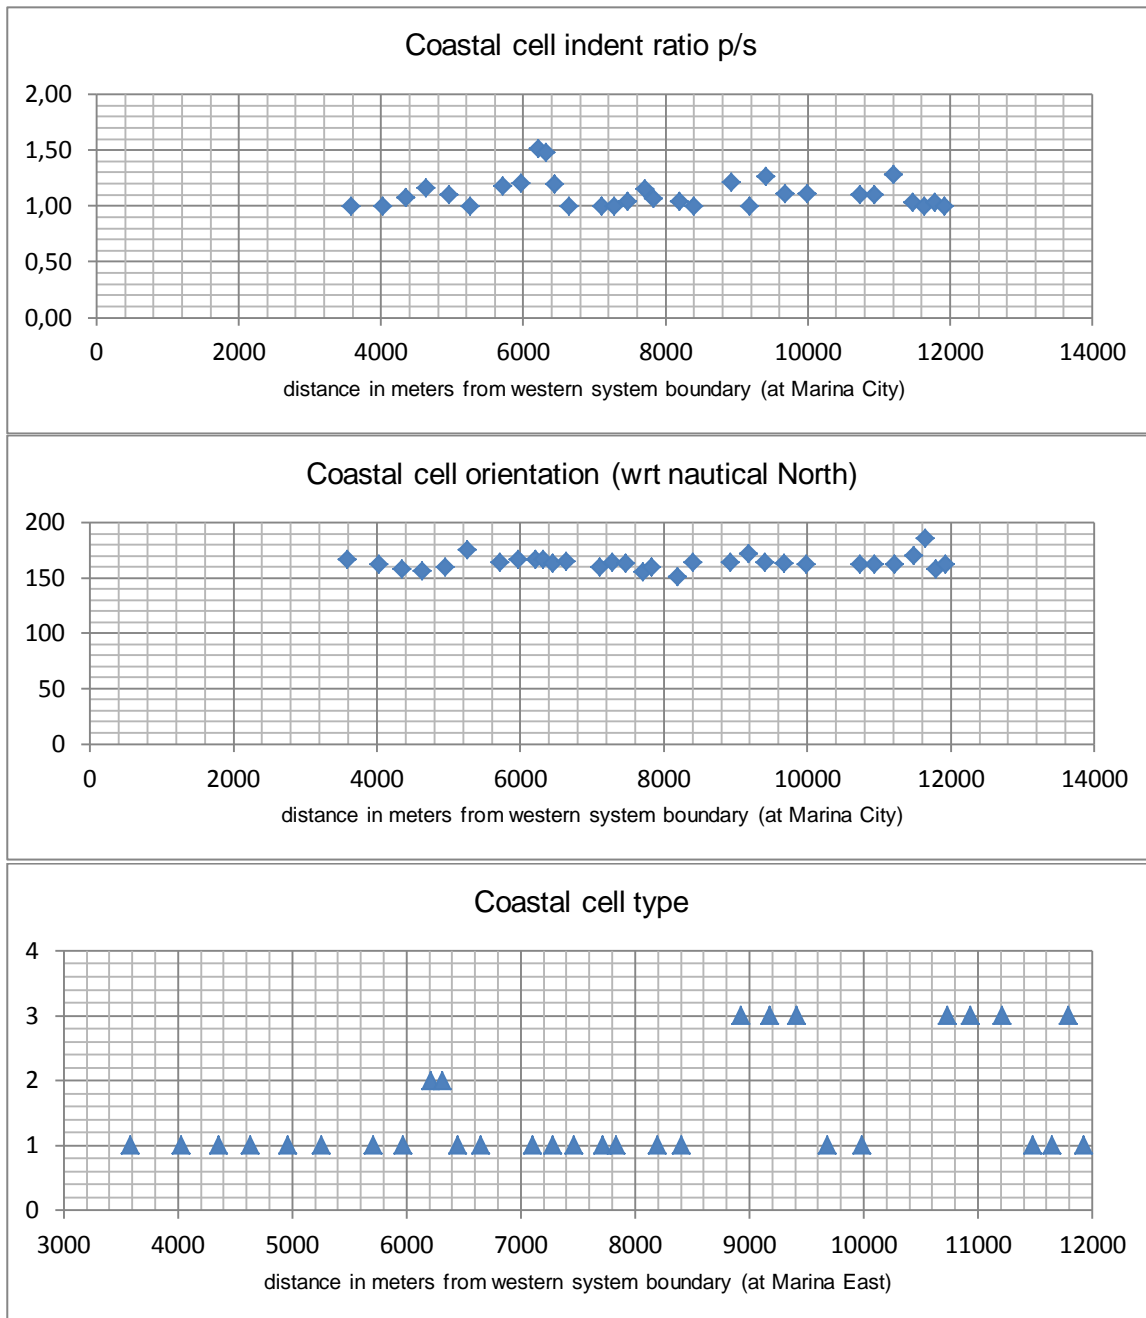 Coastal cell indent ratio p/s
2,00
1,50
1,00
0,50
0,00
0 2000 4000 6000 8000 10000 12000 14000
distance in meters from western system boundary (at Marina City)
Coastal cell orientation (wrt nautical North)
200
150
100
50
0
0 2000 4000 6000 8000 10000 12000 14000
distance in meters from western system boundary (at Marina City)
Coastal cell type
4
3
2
1
0
3000 4000 5000 6000 7000 8000 9000 10000 11000 12000
distance in meters from western system boundary (at Marina East)